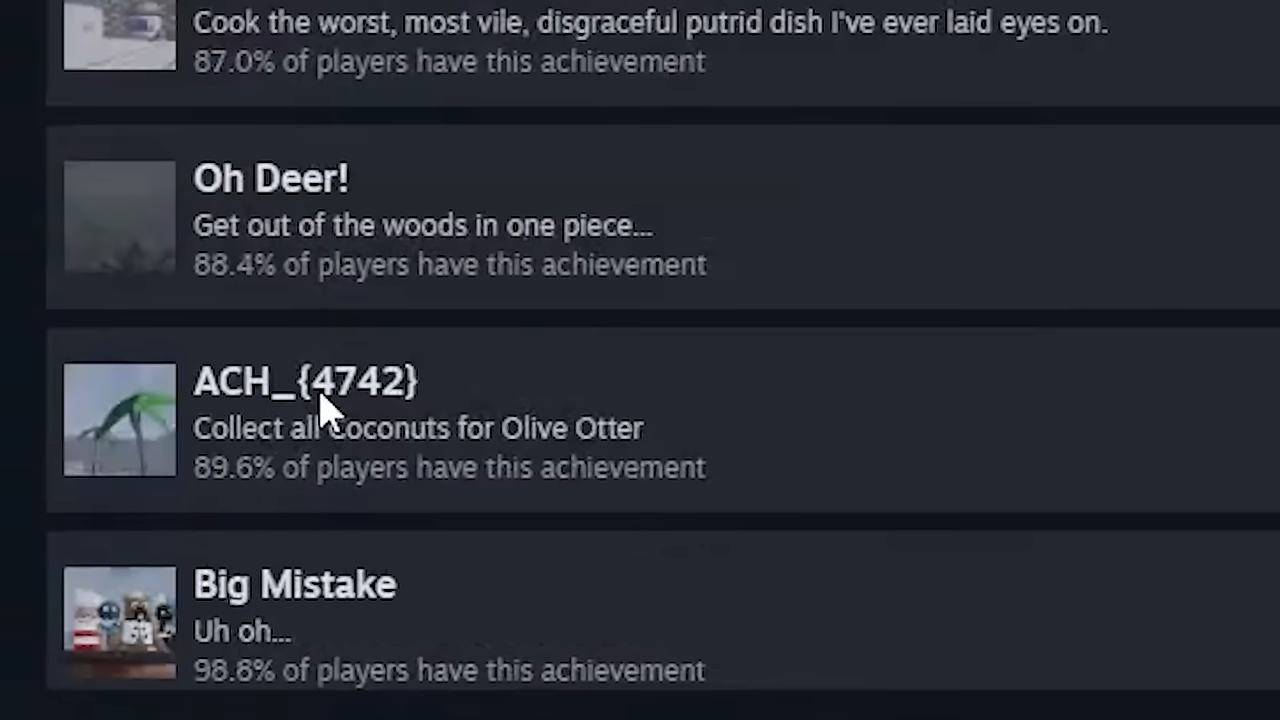 Cook the worst, most vile, disgraceful putrid dish I've ever laid eyes on.
87.0% of players have this achievement
Oh Deer!
Get out of the woods in one piece...
88.4% of players have this achievement
ACH_{4742}
Collect all Coconuts for Olive Otter
89.6% of players have this achievement
Big Mistake
Uh oh...
98.8% of players have this achievement